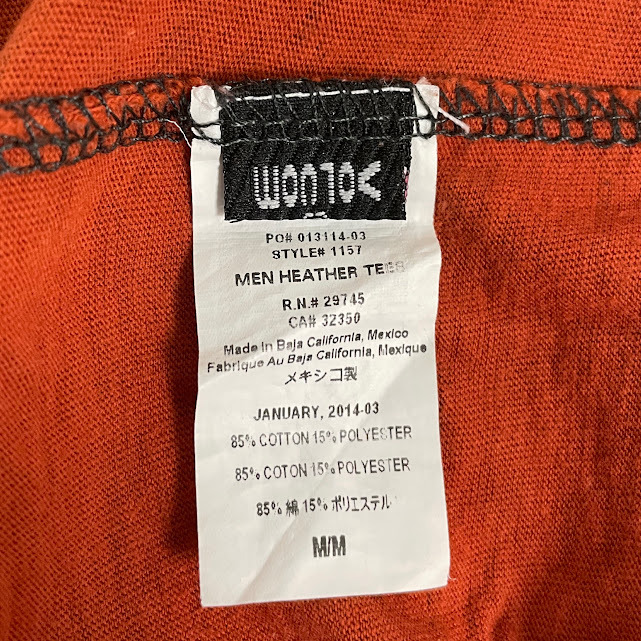 VOLCOM
PO# 013114-03
STYLE# 1157
MEN HEATHER TEES
R.N.# 29745
CA# 32350
Made in Baja California, Mexico
Fabrique Au Baja California, Mexique
メキシコ製
JANUARY, 2014-03
85% COTTON 15% POLYESTER
85% COTON 15% POLYESTER
85% 綿 15% ポリエステル
M/M